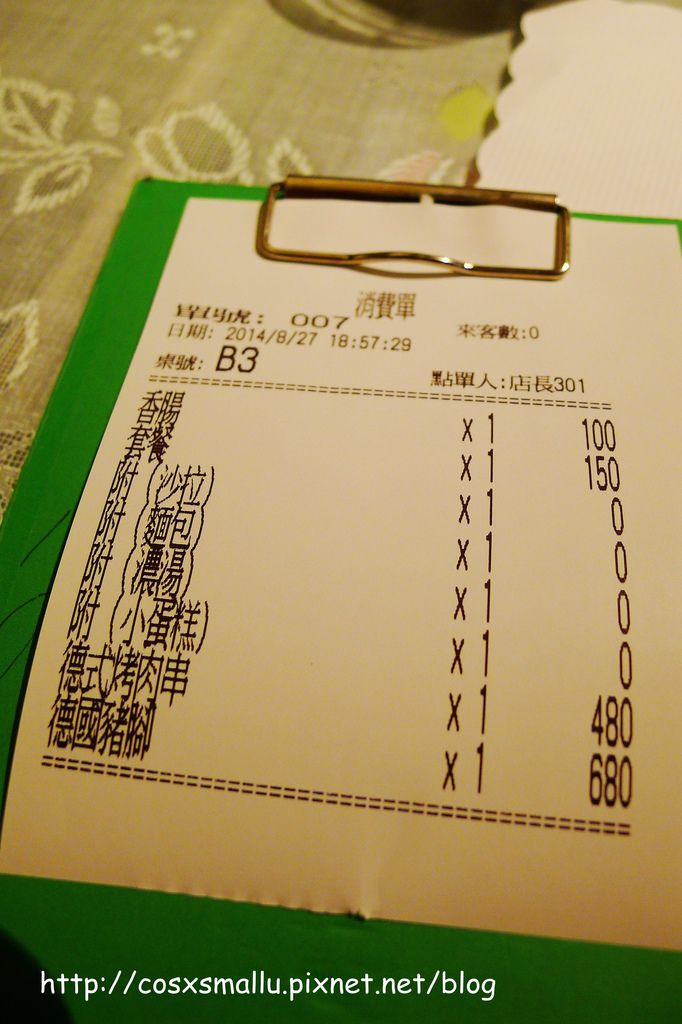 消費單
單號: 007
日期: 2014/8/27 18:57:29 來客數:0
桌號: B3 點單人:店長301
香腸 x 1 100
套餐 x 1 150
附 (沙拉) x 1 0
附 (麵包) x 1 0
附 (濃湯) x 1 0
附 (小蛋糕) x 1 0
德式烤肉串 x 1 480
德國豬腳 x 1 680
http://cosxsmallu.pixnet.net/blog